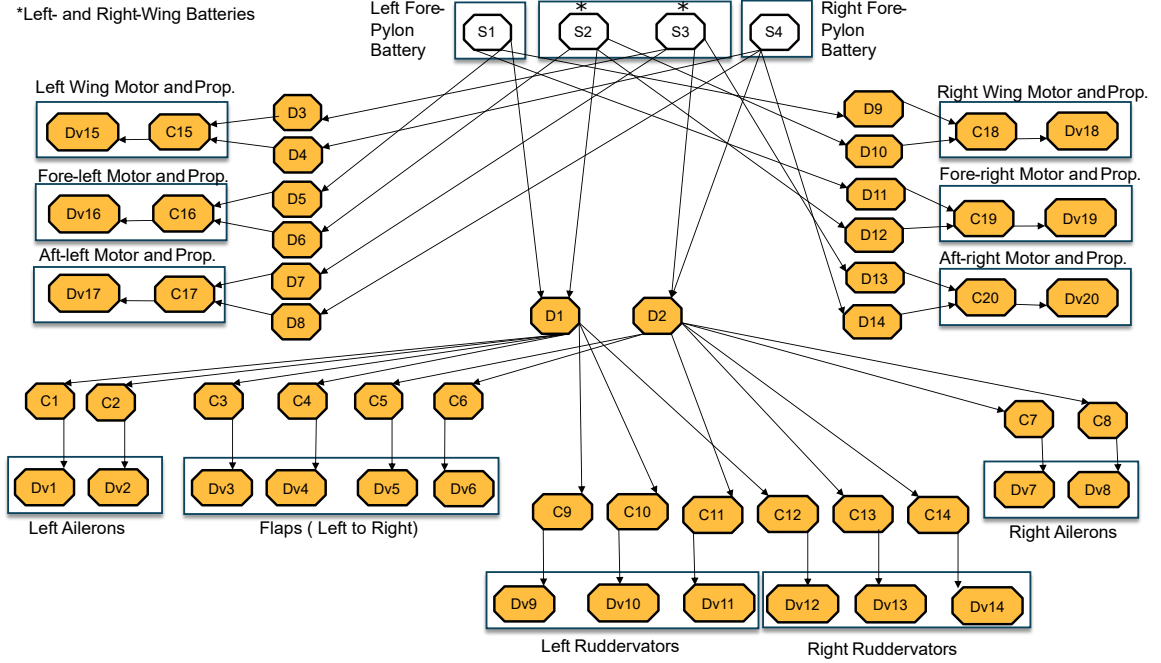 *Left- and Right-Wing Batteries
Left Fore-
Pylon
Battery
S1
*
S2
*
S3
S4
Right Fore-
Pylon
Battery
Left Wing Motor and Prop.
Dv15
C15
D3
D4
Fore-left Motor and Prop.
Dv16
C16
D5
D6
Aft-left Motor and Prop.
Dv17
C17
D7
D8
D9
D10
Right Wing Motor and Prop.
C18
Dv18
D11
D12
Fore-right Motor and Prop.
C19
Dv19
D13
D14
Aft-right Motor and Prop.
C20
Dv20
D1
D2
C1
C2
C3
C4
C5
C6
C7
C8
Dv1
Dv2
Dv3
Dv4
Dv5
Dv6
Dv7
Dv8
Left Ailerons
Flaps ( Left to Right)
Right Ailerons
C9
C10
C11
C12
C13
C14
Dv9
Dv10
Dv11
Dv12
Dv13
Dv14
Left Ruddervators
Right Ruddervators